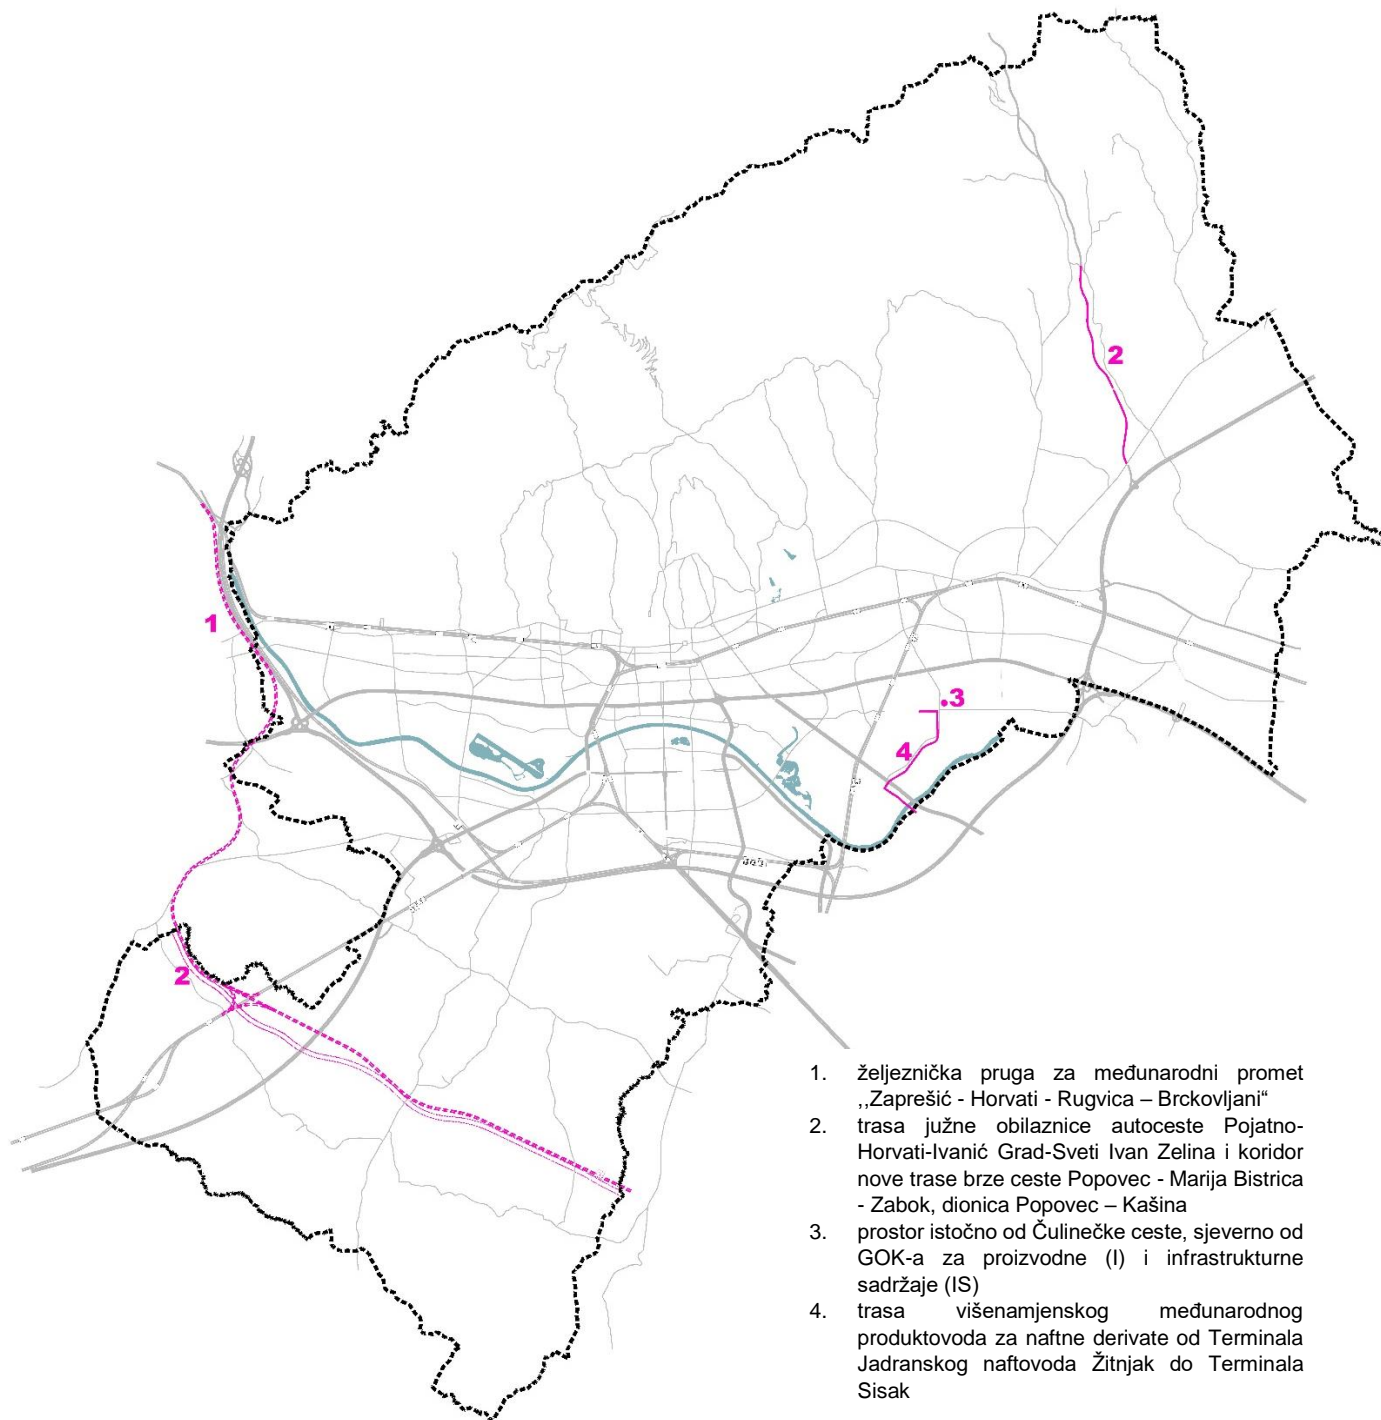 2
1
.3
4
2
1. željeznička pruga za međunarodni promet
,,Zaprešić - Horvati - Rugvica – Brckovljani“
2. trasa južne obilaznice autoceste Pojatno-
Horvati-Ivanić Grad-Sveti Ivan Zelina i koridor
nove trase brze ceste Popovec - Marija Bistrica
- Zabok, dionica Popovec – Kašina
3. prostor istočno od Čulinečke ceste, sjeverno od
GOK-a za proizvodne (I) i infrastrukturne
sadržaje (IS)
4. trasa višenamjenskog međunarodnog
produktovoda za naftne derivate od Terminala
Jadranskog naftovoda Žitnjak do Terminala
Sisak